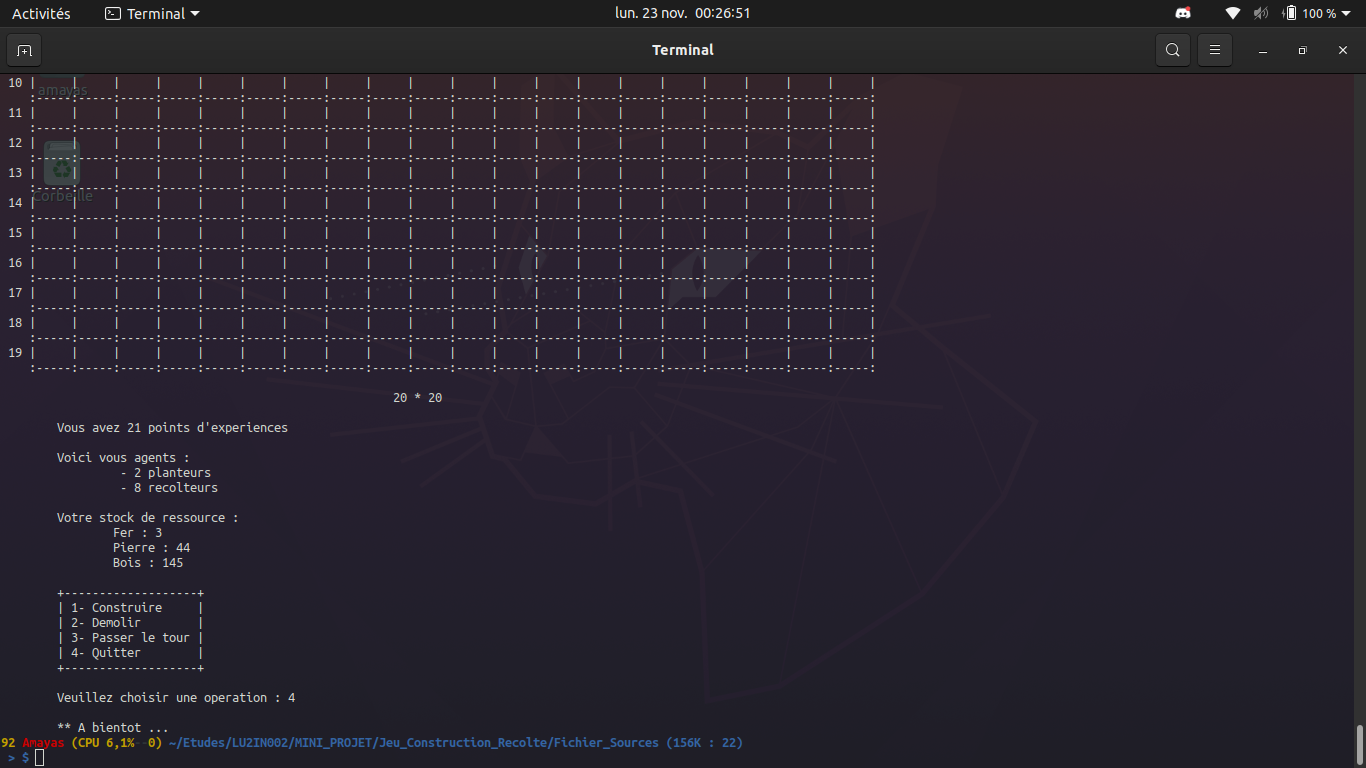 Activités Terminal lun. 23 nov. 00:26:51 100 %
Terminal
10 | | | | | | | | | | | | | | | | | | | | |
amayas
:-----:-----:-----:-----:-----:-----:-----:-----:-----:-----:-----:-----:-----:-----:-----:-----:-----:-----:-----:-----:
11 | | | | | | | | | | | | | | | | | | | | |
:-----:-----:-----:-----:-----:-----:-----:-----:-----:-----:-----:-----:-----:-----:-----:-----:-----:-----:-----:-----:
12 | | | | | | | | | | | | | | | | | | | | |
:-----:-----:-----:-----:-----:-----:-----:-----:-----:-----:-----:-----:-----:-----:-----:-----:-----:-----:-----:-----:
13 | | | | | | | | | | | | | | | | | | | | |
:-----:-----:-----:-----:-----:-----:-----:-----:-----:-----:-----:-----:-----:-----:-----:-----:-----:-----:-----:-----:
Corbeille
14 | | | | | | | | | | | | | | | | | | | | |
:-----:-----:-----:-----:-----:-----:-----:-----:-----:-----:-----:-----:-----:-----:-----:-----:-----:-----:-----:-----:
15 | | | | | | | | | | | | | | | | | | | | |
:-----:-----:-----:-----:-----:-----:-----:-----:-----:-----:-----:-----:-----:-----:-----:-----:-----:-----:-----:-----:
16 | | | | | | | | | | | | | | | | | | | | |
:-----:-----:-----:-----:-----:-----:-----:-----:-----:-----:-----:-----:-----:-----:-----:-----:-----:-----:-----:-----:
17 | | | | | | | | | | | | | | | | | | | | |
:-----:-----:-----:-----:-----:-----:-----:-----:-----:-----:-----:-----:-----:-----:-----:-----:-----:-----:-----:-----:
18 | | | | | | | | | | | | | | | | | | | | |
:-----:-----:-----:-----:-----:-----:-----:-----:-----:-----:-----:-----:-----:-----:-----:-----:-----:-----:-----:-----:
19 | | | | | | | | | | | | | | | | | | | | |
:-----:-----:-----:-----:-----:-----:-----:-----:-----:-----:-----:-----:-----:-----:-----:-----:-----:-----:-----:-----:
20 * 20
Vous avez 21 points d'experiences
Voici vous agents :
- 2 planteurs
- 8 recolteurs
Votre stock de ressource :
Fer : 3
Pierre : 44
Bois : 145
+-------------------+
| 1- Construire |
| 2- Demolir |
| 3- Passer le tour |
| 4- Quitter |
+-------------------+
Veuillez choisir une operation : 4
** A bientot ...
92 Amayas (CPU 6,1%--0) ~/Etudes/LU2IN002/MINI_PROJET/Jeu_Construction_Recolte/Fichier_Sources (156K : 22)
> $